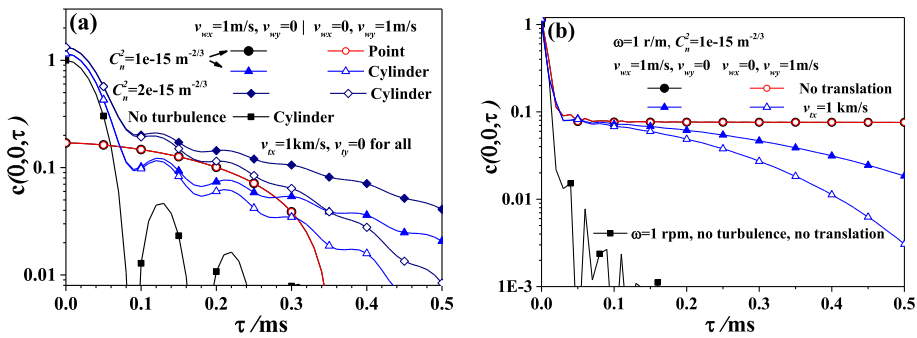 (a)
v_wx=1m/s, v_wy=0 | v_wx=0, v_wy=1m/s
C_n^2=1e-15 m^-2/3
Point
Cylinder
C_n^2=2e-15 m^-2/3
Cylinder
No turbulence
Cylinder
v_tx=1km/s, v_ty=0 for all
c(0,0,τ)
1
0.1
0.01
0.0 0.1 0.2 0.3 0.4 0.5
τ /ms
(b)
ω=1 r/m, C_n^2=1e-15 m^-2/3
v_wx=1m/s, v_wy=0 v_wx=0, v_wy=1m/s
No translation
v_tx=1 km/s
ω=1 rpm, no turbulence, no translation
c(0,0,τ)
1
0.1
0.01
1E-3
0.0 0.1 0.2 0.3 0.4 0.5
τ /ms